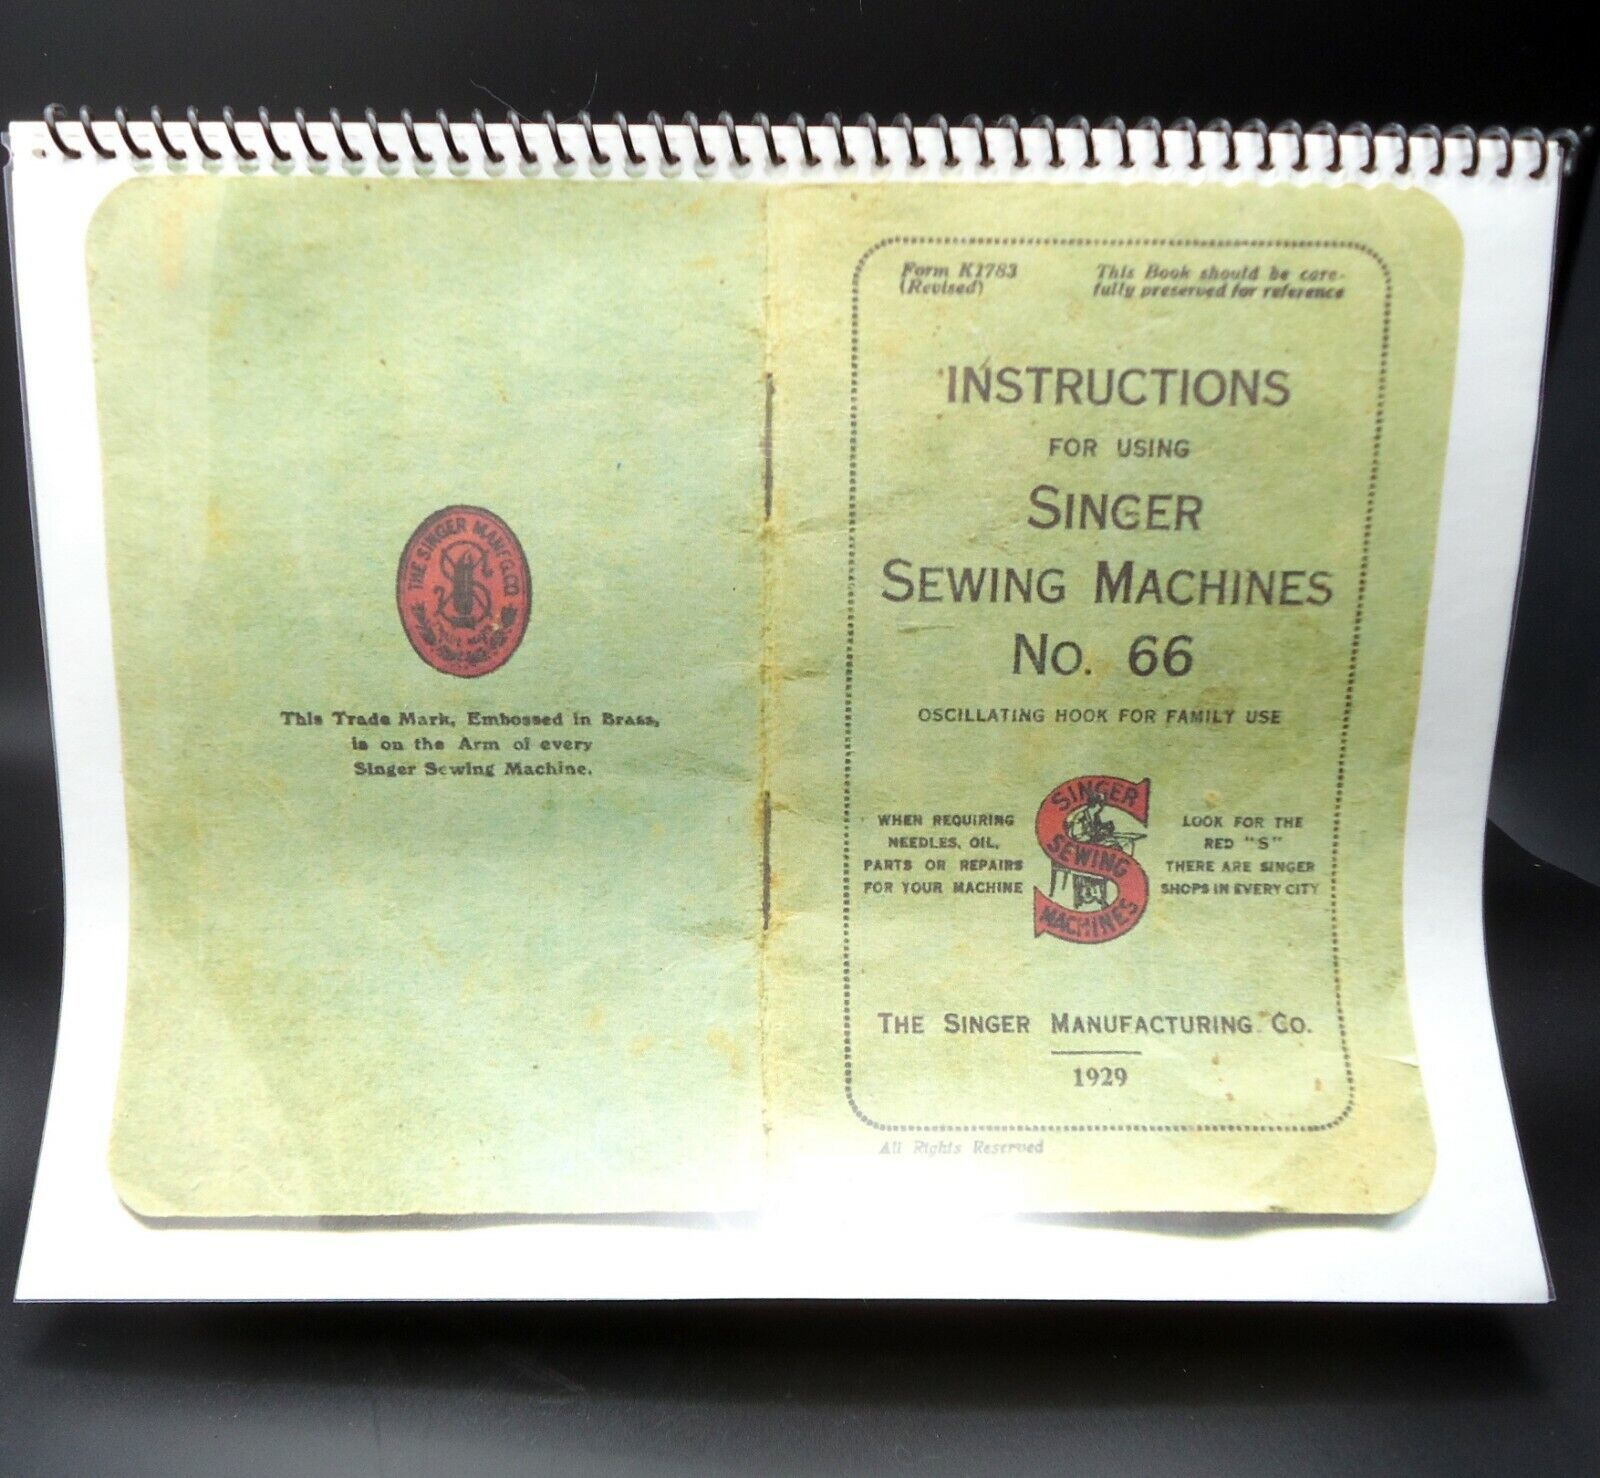 THE SINGER MANFG. CO.
TRADE MARK
This Trade Mark, Embossed in Brass,
is on the Arm of every
Singer Sewing Machine.
Form K1783
(Revised)
This Book should be care-
fully preserved for reference
INSTRUCTIONS
FOR USING
SINGER
SEWING MACHINES
NO. 66
OSCILLATING HOOK FOR FAMILY USE
WHEN REQUIRING
NEEDLES, OIL,
PARTS OR REPAIRS
FOR YOUR MACHINE
SINGER
SEWING
MACHINES
LOOK FOR THE
RED "S"
THERE ARE SINGER
SHOPS IN EVERY CITY
THE SINGER MANUFACTURING CO.
1929
All Rights Reserved